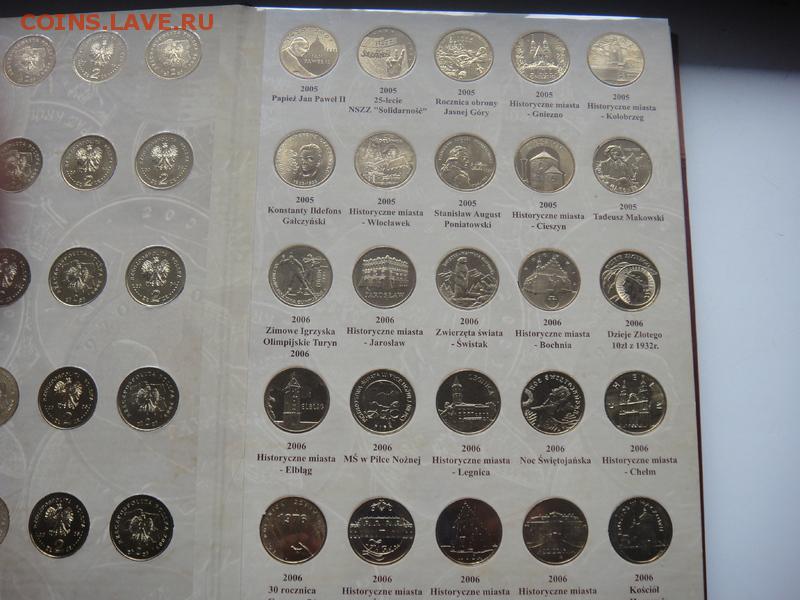 COINS.LAVE.RU
2005
Papież Jan Paweł II
2005
25-lecie
NSZZ "Solidarność"
2005
Rocznica obrony
Jasnej Góry
2005
Historyczne miasta
- Gniezno
2005
Historyczne miasta
- Kołobrzeg
2005
Konstanty Ildefons
Gałczyński
2005
Historyczne miasta
- Włocławek
2005
Stanisław August
Poniatowski
2005
Historyczne miasta
- Cieszyn
2005
Tadeusz Makowski
2006
Zimowe Igrzyska
Olimpijskie Turyn
2006
2006
Historyczne miasta
- Jarosław
2006
Zwierzęta świata
- Świstak
2006
Historyczne miasta
- Bochnia
2006
Dzieje Złotego
10zł z 1932r.
2006
Historyczne miasta
- Elbląg
2006
MŚ w Piłce Nożnej
2006
Historyczne miasta
- Legnica
2006
Noc Świętojańska
2006
Historyczne miasta
- Chełm
2006
30 rocznica
2006
Historyczne miasta
2006
Historyczne miasta
2006
Historyczne miasta
2006
Kościół